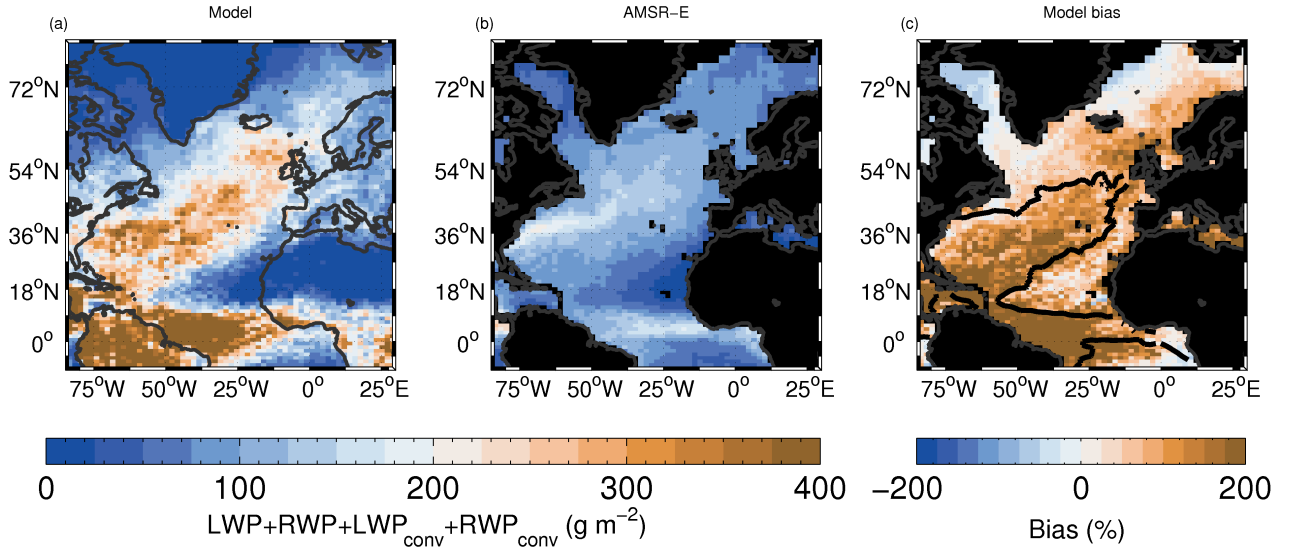 (a) Model (b) AMSR−E (c) Model bias
72°N 72°N 72°N
54°N 54°N 54°N
36°N 36°N 36°N
18°N 18°N 18°N
0° 0° 0°
75°W 50°W 25°W 0° 25°E 75°W 50°W 25°W 0° 25°E 75°W 50°W 25°W 0° 25°E
0 100 200 300 400 −200 0 200
LWP+RWP+LWP_conv+RWP_conv (g m⁻²) Bias (%)